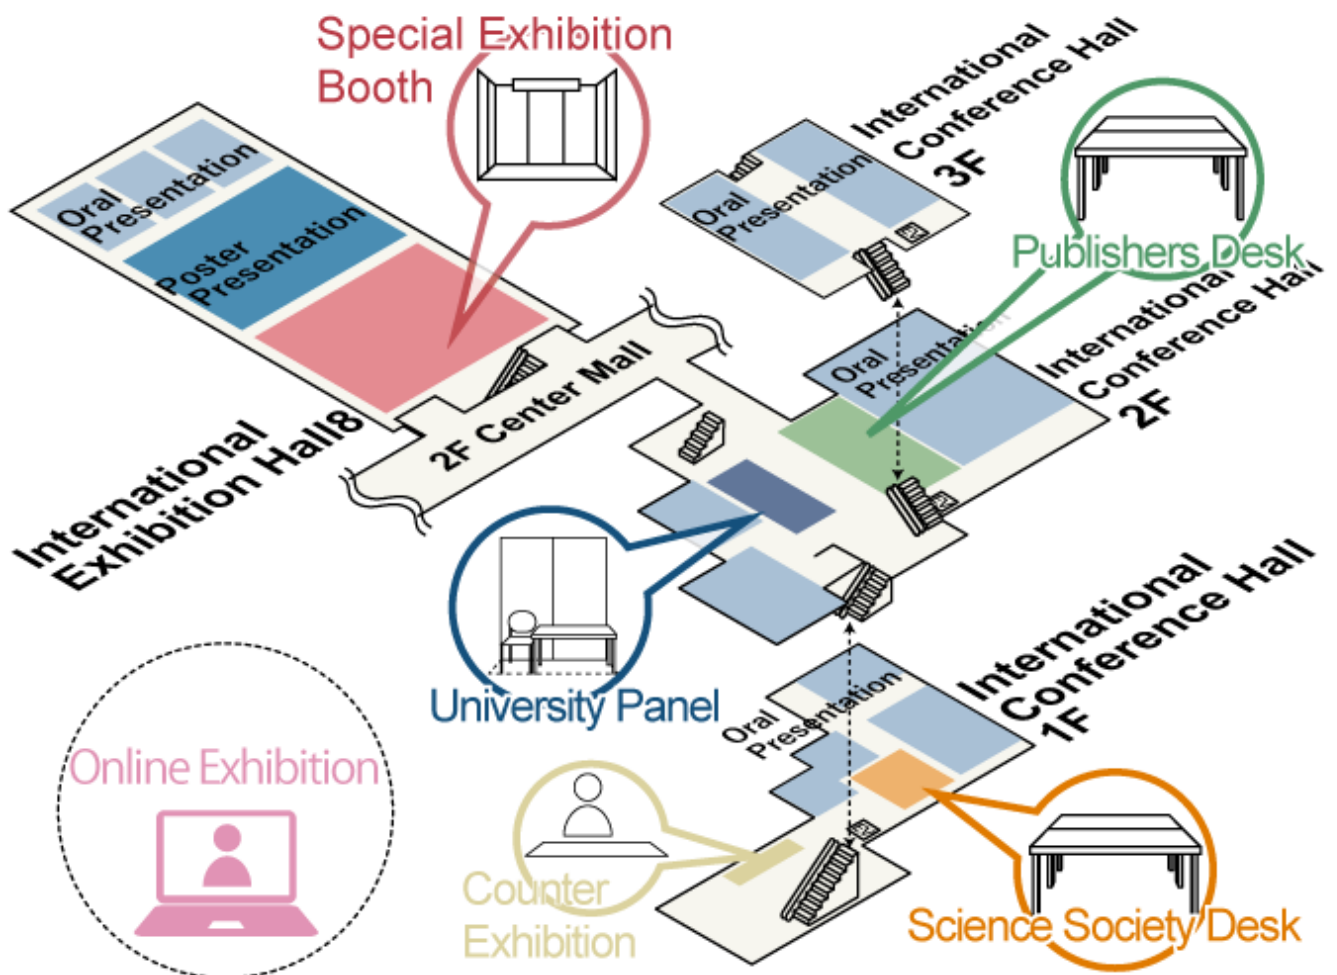 Special Exhibition
Booth
International
Conference Hall
3F
Oral
Presentation
Publishers Desk
Oral
Presentation
Poster
Presentation
Oral
Presentation
International
Conference Hall
2F
2F Center Mall
International
Exhibition Hall8
University Panel
International
Conference Hall
1F
Oral
Presentation
Online Exhibition
Counter
Exhibition
Science Society Desk